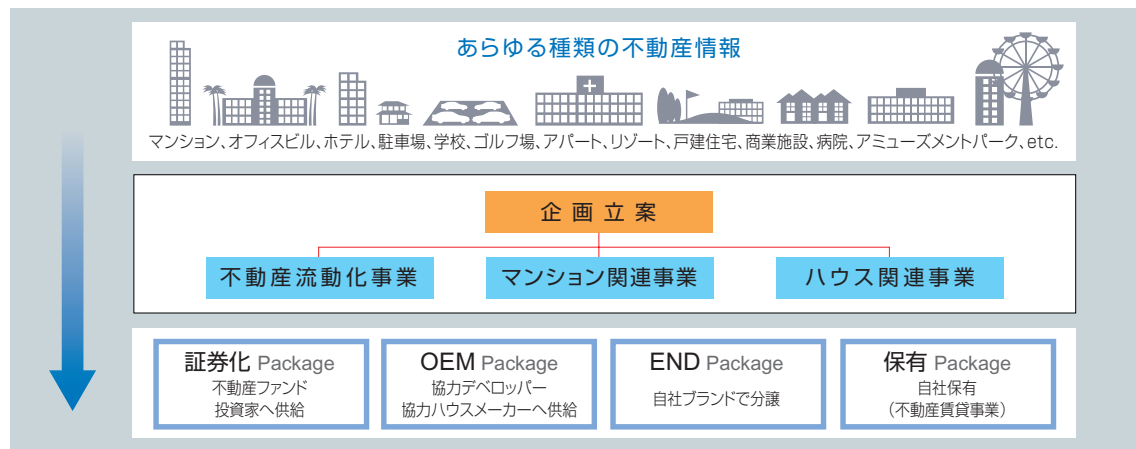 あらゆる種類の不動産情報
マンション、オフィスビル、ホテル、駐車場、学校、ゴルフ場、アパート、リゾート、戸建住宅、商業施設、病院、アミューズメントパーク、etc.
企画立案
不動産流動化事業
マンション関連事業
ハウス関連事業
証券化 Package
不動産ファンド
投資家へ供給
OEM Package
協力デベロッパー
協力ハウスメーカーへ供給
END Package
自社ブランドで分譲
保有 Package
自社保有
（不動産賃貸事業）